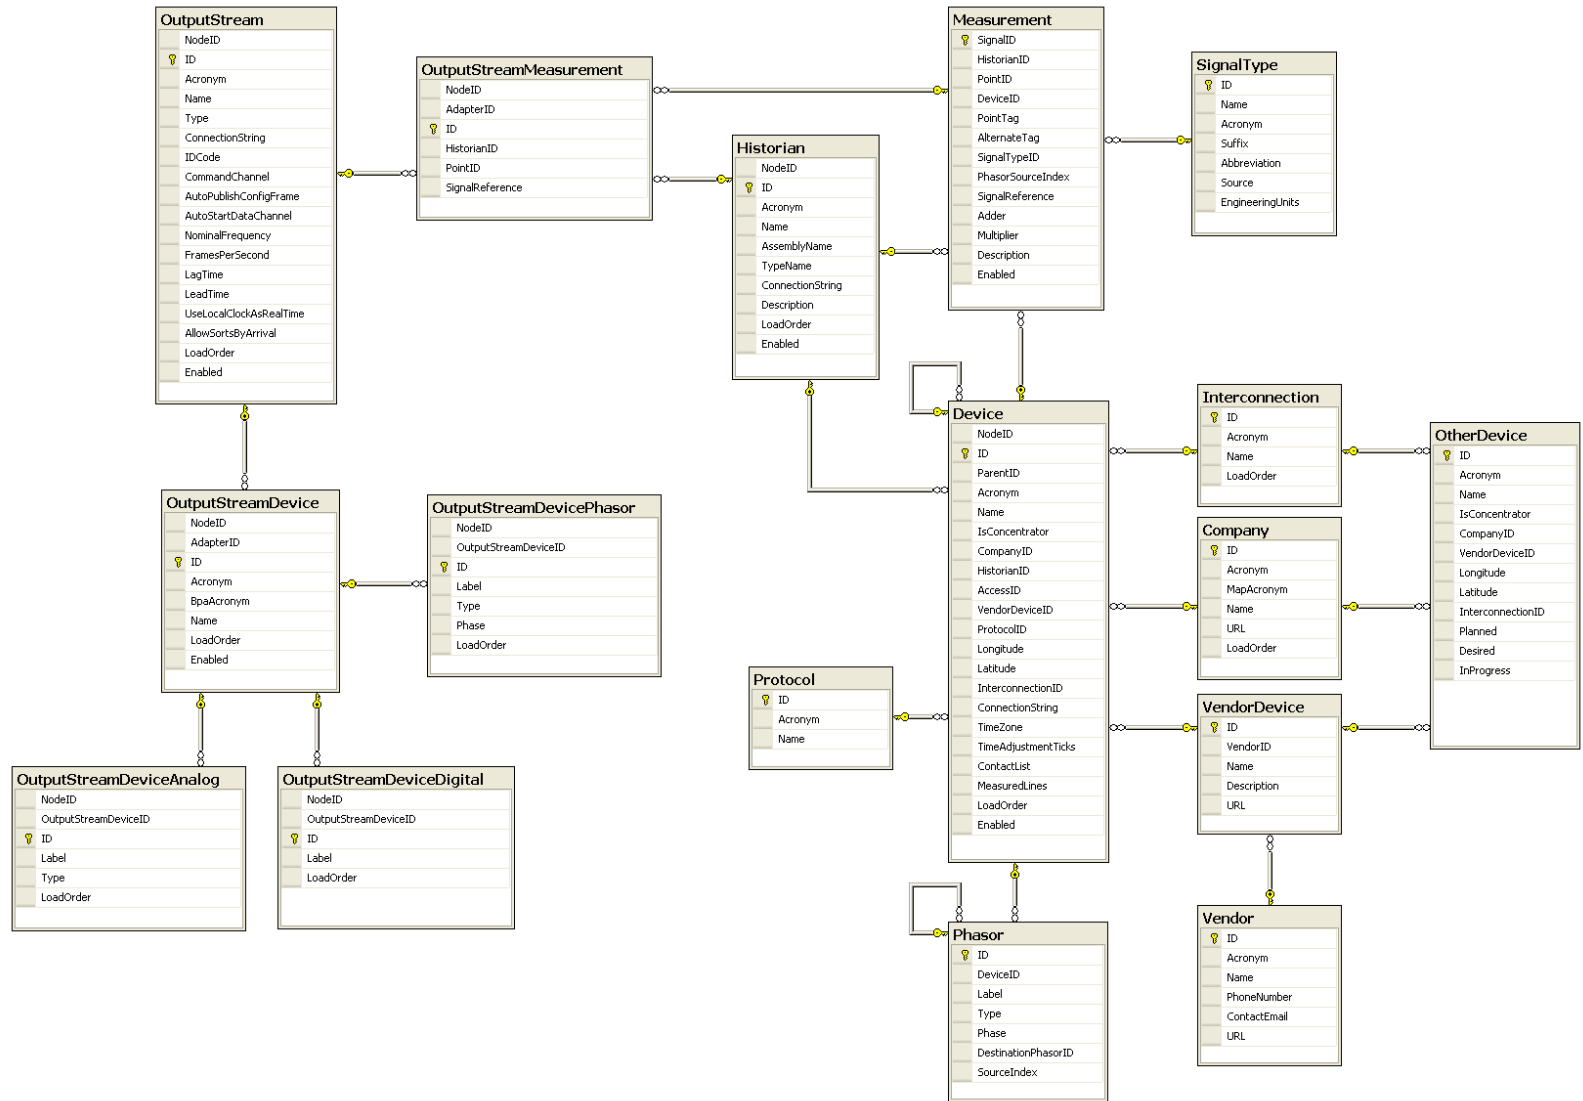 OutputStream
NodeID
ID
Acronym
Name
Type
ConnectionString
IDCode
CommandChannel
AutoPublishConfigFrame
AutoStartDataChannel
NominalFrequency
FramesPerSecond
LagTime
LeadTime
UseLocalClockAsRealTime
AllowSortsByArrival
LoadOrder
Enabled
OutputStreamMeasurement
NodeID
AdapterID
ID
HistorianID
PointID
SignalReference
Historian
NodeID
ID
Acronym
Name
AssemblyName
TypeName
ConnectionString
Description
LoadOrder
Enabled
Measurement
SignalID
HistorianID
PointID
DeviceID
PointTag
AlternateTag
SignalTypeID
PhasorSourceIndex
SignalReference
Adder
Multiplier
Description
Enabled
SignalType
ID
Name
Acronym
Suffix
Abbreviation
Source
EngineeringUnits
Device
NodeID
ID
ParentID
Acronym
Name
IsConcentrator
CompanyID
HistorianID
AccessID
VendorDeviceID
ProtocolID
Longitude
Latitude
InterconnectionID
ConnectionString
TimeZone
TimeAdjustmentTicks
ContactList
MeasuredLines
LoadOrder
Enabled
Interconnection
ID
Acronym
Name
LoadOrder
OtherDevice
ID
Acronym
Name
IsConcentrator
CompanyID
VendorDeviceID
Longitude
Latitude
InterconnectionID
Planned
Desired
InProgress
Company
ID
Acronym
MapAcronym
Name
URL
LoadOrder
OutputStreamDevice
NodeID
AdapterID
ID
Acronym
BpaAcronym
Name
LoadOrder
Enabled
OutputStreamDevicePhasor
NodeID
OutputStreamDeviceID
ID
Label
Type
Phase
LoadOrder
Protocol
ID
Acronym
Name
VendorDevice
ID
VendorID
Name
Description
URL
OutputStreamDeviceAnalog
NodeID
OutputStreamDeviceID
ID
Label
Type
LoadOrder
OutputStreamDeviceDigital
NodeID
OutputStreamDeviceID
ID
Label
LoadOrder
Phasor
ID
DeviceID
Label
Type
Phase
DestinationPhasorID
SourceIndex
Vendor
ID
Acronym
Name
PhoneNumber
ContactEmail
URL